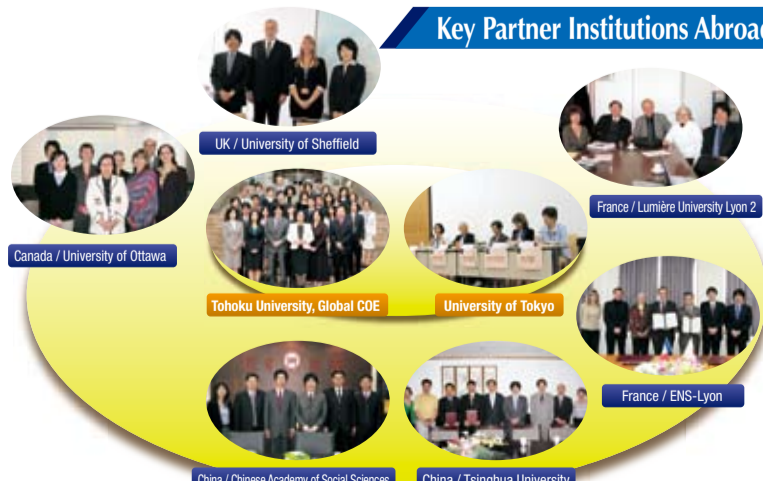 Key Partner Institutions Abroad
UK / University of Sheffield
France / Lumière University Lyon 2
Canada / University of Ottawa
Tohoku University, Global COE
University of Tokyo
France / ENS-Lyon
China / Chinese Academy of Social Sciences
China / Tsinghua University